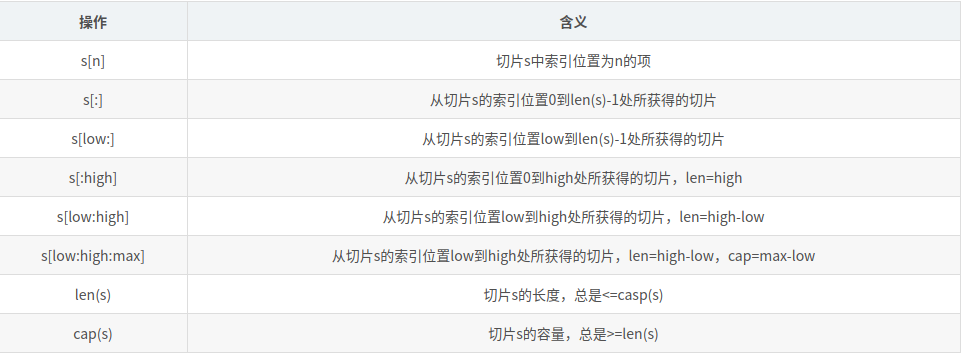 操作 含义
s[n] 切片s中索引位置为n的项
s[:] 从切片s的索引位置0到len(s)-1处所获得的切片
s[low:] 从切片s的索引位置low到len(s)-1处所获得的切片
s[:high] 从切片s的索引位置0到high处所获得的切片，len=high
s[low:high] 从切片s的索引位置low到high处所获得的切片，len=high-low
s[low:high:max] 从切片s的索引位置low到high处所获得的切片，len=high-low，cap=max-low
len(s) 切片s的长度，总是<=casp(s)
cap(s) 切片s的容量，总是>=len(s)